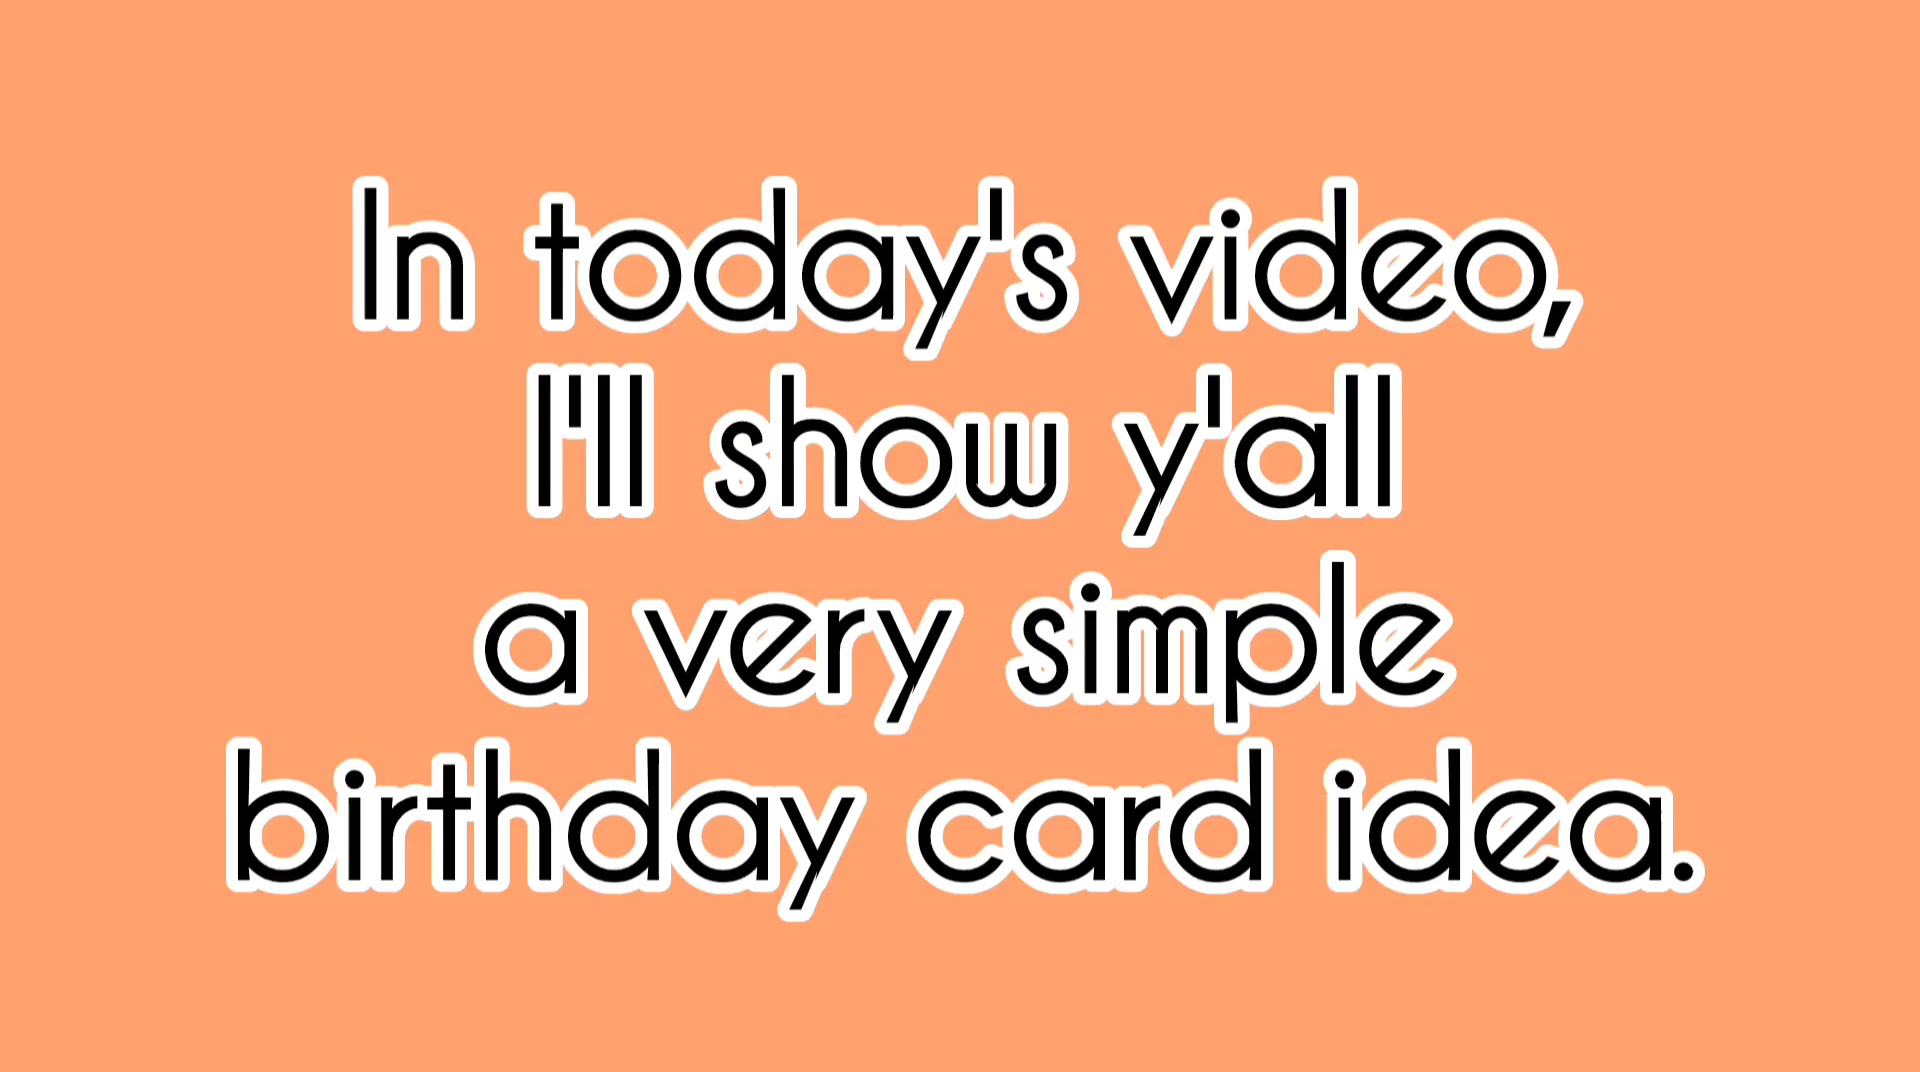 In today's video,
I'll show y'all
a very simple
birthday card idea.